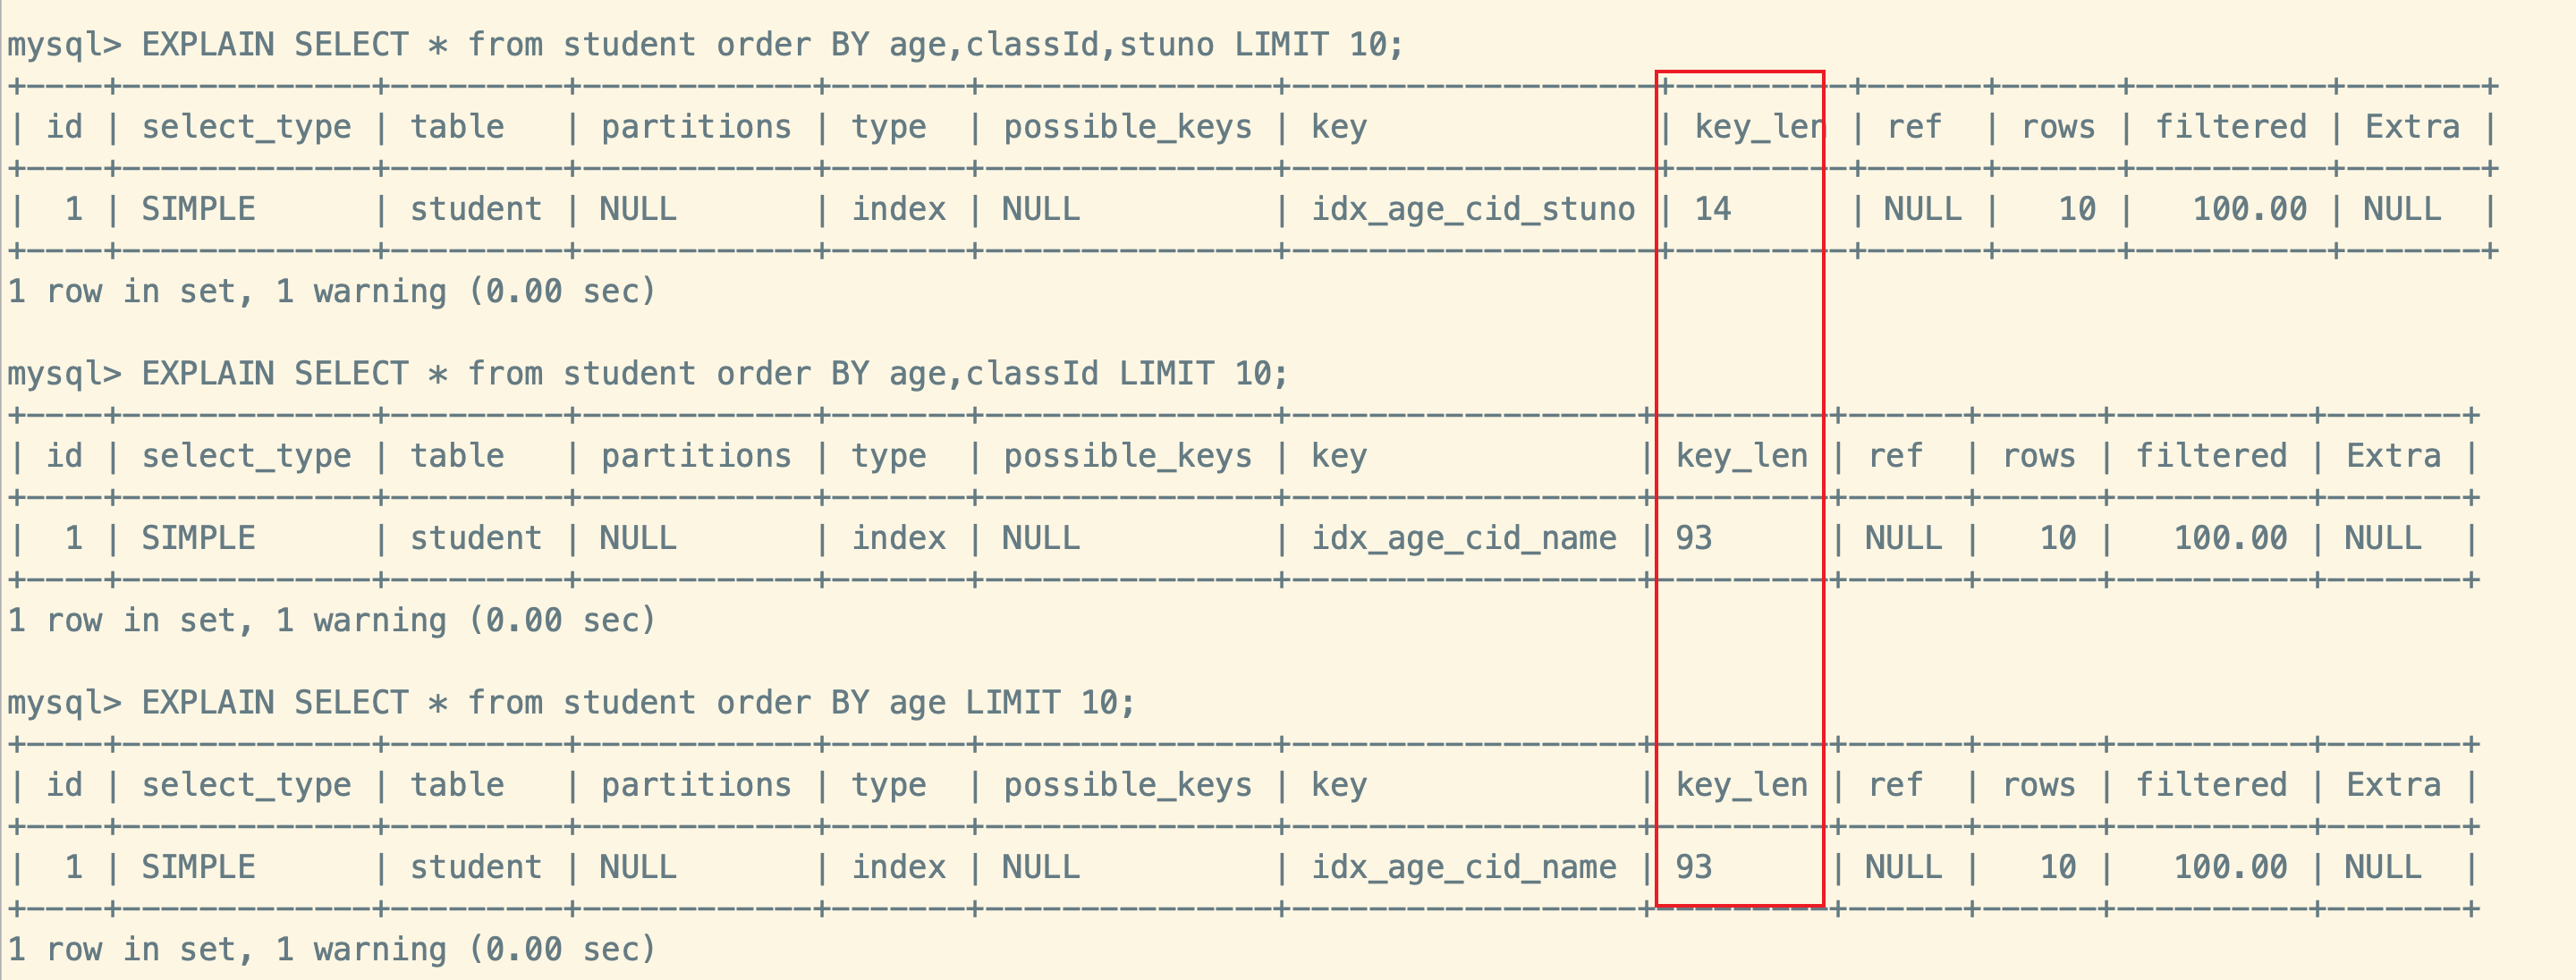 mysql> EXPLAIN SELECT * from student order BY age,classId,stuno LIMIT 10;
+----+-------------+---------+------------+-------+---------------+-------------------+---------+------+------+----------+-------+
| id | select_type | table   | partitions | type  | possible_keys | key               | key_len | ref  | rows | filtered | Extra |
+----+-------------+---------+------------+-------+---------------+-------------------+---------+------+------+----------+-------+
|  1 | SIMPLE      | student | NULL       | index | NULL          | idx_age_cid_stuno | 14      | NULL |   10 |   100.00 | NULL  |
+----+-------------+---------+------------+-------+---------------+-------------------+---------+------+------+----------+-------+
1 row in set, 1 warning (0.00 sec)
mysql> EXPLAIN SELECT * from student order BY age,classId LIMIT 10;
+----+-------------+---------+------------+-------+---------------+------------------+---------+------+------+----------+-------+
| id | select_type | table   | partitions | type  | possible_keys | key              | key_len | ref  | rows | filtered | Extra |
+----+-------------+---------+------------+-------+---------------+------------------+---------+------+------+----------+-------+
|  1 | SIMPLE      | student | NULL       | index | NULL          | idx_age_cid_name | 93      | NULL |   10 |   100.00 | NULL  |
+----+-------------+---------+------------+-------+---------------+------------------+---------+------+------+----------+-------+
1 row in set, 1 warning (0.00 sec)
mysql> EXPLAIN SELECT * from student order BY age LIMIT 10;
+----+-------------+---------+------------+-------+---------------+------------------+---------+------+------+----------+-------+
| id | select_type | table   | partitions | type  | possible_keys | key              | key_len | ref  | rows | filtered | Extra |
+----+-------------+---------+------------+-------+---------------+------------------+---------+------+------+----------+-------+
|  1 | SIMPLE      | student | NULL       | index | NULL          | idx_age_cid_name | 93      | NULL |   10 |   100.00 | NULL  |
+----+-------------+---------+------------+-------+---------------+------------------+---------+------+------+----------+-------+
1 row in set, 1 warning (0.00 sec)